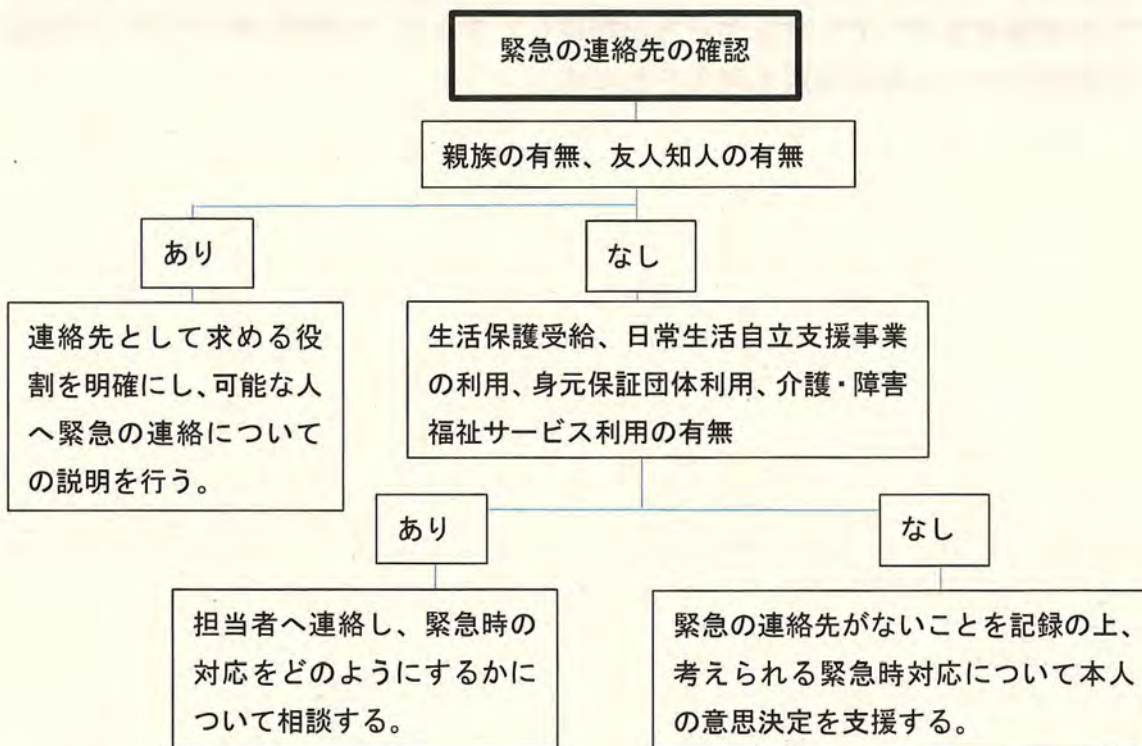 緊急の連絡先の確認
親族の有無、友人知人の有無
あり
なし
連絡先として求める役
割を明確にし、可能な人
へ緊急の連絡について
の説明を行う。
生活保護受給、日常生活自立支援事業
の利用、身元保証団体利用、介護・障害
福祉サービス利用の有無
あり
なし
担当者へ連絡し、緊急時の
対応をどのようにするかに
ついて相談する。
緊急の連絡先がないことを記録の上、
考えられる緊急時対応について本人
の意思決定を支援する。